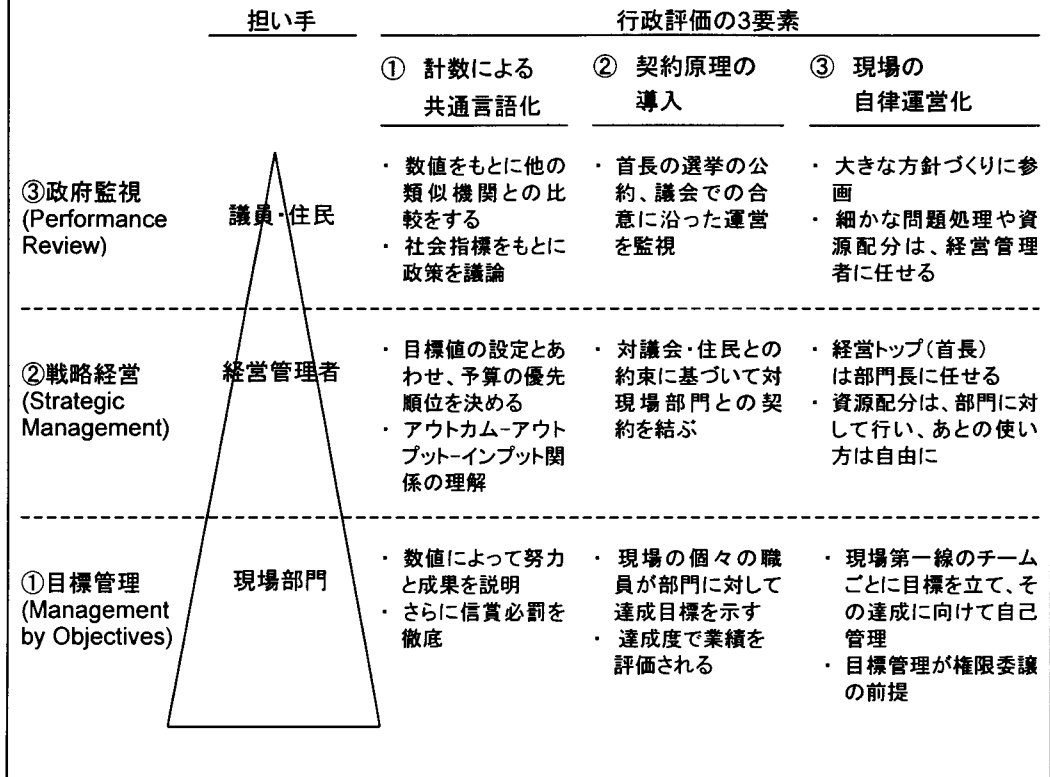 担い手
行政評価の3要素
① 計数による
共通言語化
② 契約原理の
導入
③ 現場の
自律運営化
③政府監視
(Performance
Review)
議員・住民
・ 数値をもとに他の
類似機関との比
較をする
・ 社会指標をもとに
政策を議論
・ 首長の選挙の公
約、議会での合
意に沿った運営
を監視
・ 大きな方針づくりに参
画
・ 細かな問題処理や資
源配分は、経営管理
者に任せる
②戦略経営
(Strategic
Management)
経営管理者
・ 目標値の設定とあ
わせ、予算の優先
順位を決める
・ アウトカム-アウト
プット-インプット関
係の理解
・ 対議会・住民との
約束に基づいて対
現場部門との契
約を結ぶ
・ 経営トップ(首長)
は部門長に任せる
・ 資源配分は、部門に対
して行い、あとの使い
方は自由に
①目標管理
(Management
by Objectives)
現場部門
・ 数値によって努力
と成果を説明
・ さらに信賞必罰を
徹底
・ 現場の個々の職
員が部門に対して
達成目標を示す
・ 達成度で業績を
評価される
・ 現場第一線のチーム
ごとに目標を立て、そ
の達成に向けて自己
管理
・ 目標管理が権限委譲
の前提